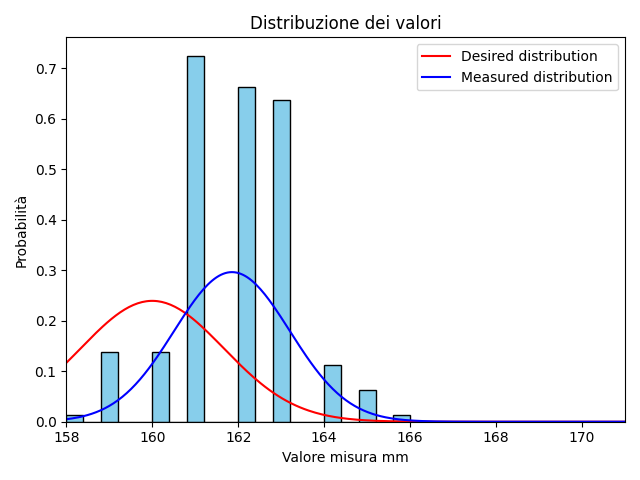 Distribuzione dei valori
Desired distribution
Measured distribution
Probabilità
0.7
0.6
0.5
0.4
0.3
0.2
0.1
0.0
158 160 162 164 166 168 170
Valore misura mm